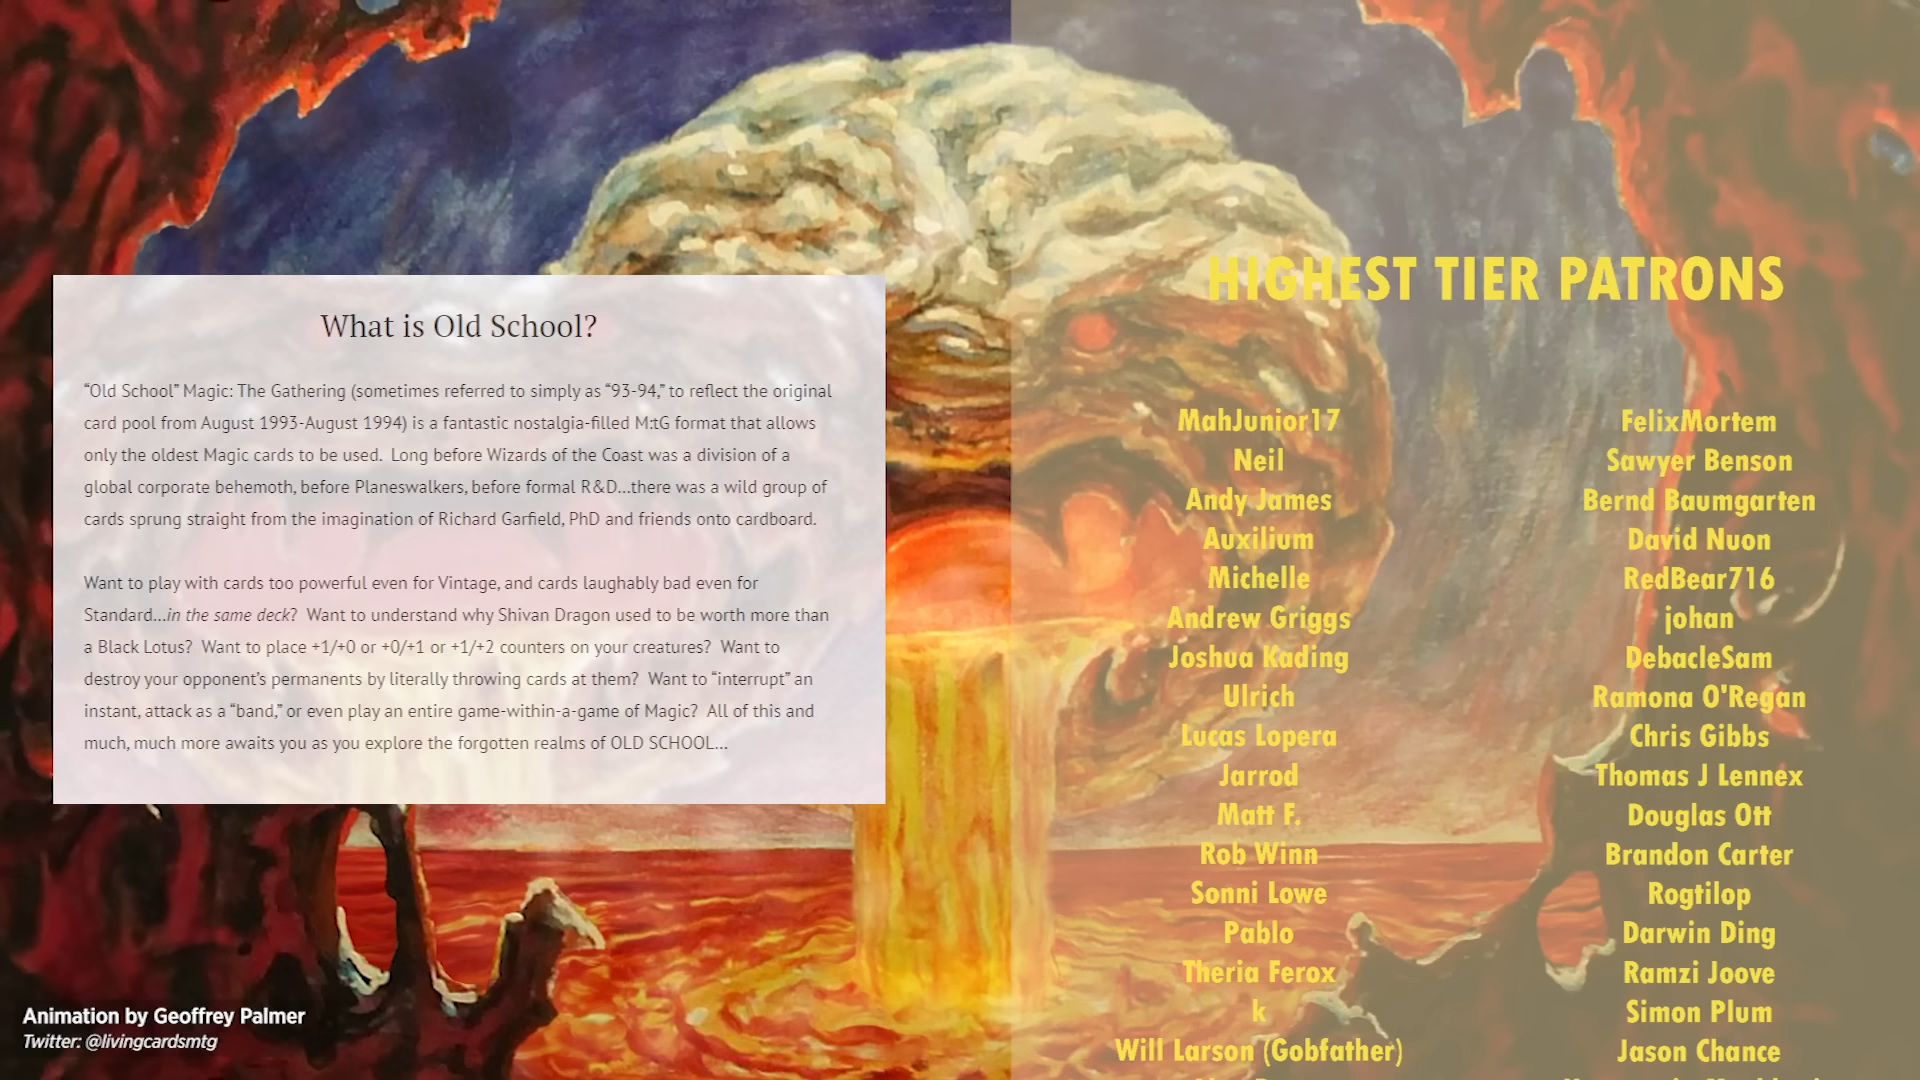 What is Old School?
“Old School” Magic: The Gathering (sometimes referred to simply as “93-94,” to reflect the original
card pool from August 1993-August 1994) is a fantastic nostalgia-filled M:tG format that allows
only the oldest Magic cards to be used.  Long before Wizards of the Coast was a division of a
global corporate behemoth, before Planeswalkers, before formal R&D...there was a wild group of
cards sprung straight from the imagination of Richard Garfield, PhD and friends onto cardboard.
Want to play with cards too powerful even for Vintage, and cards laughably bad even for
Standard...in the same deck?  Want to understand why Shivan Dragon used to be worth more than
a Black Lotus?  Want to place +1/+0 or +0/+1 or +1/+2 counters on your creatures?  Want to
destroy your opponent’s permanents by literally throwing cards at them?  Want to “interrupt” an
instant, attack as a “band,” or even play an entire game-within-a-game of Magic?  All of this and
much, much more awaits you as you explore the forgotten realms of OLD SCHOOL...
Animation by Geoffrey Palmer
Twitter: @livingcardsmtg
HIGHEST TIER PATRONS
MahJunior17
Neil
Andy James
Auxilium
Michelle
Andrew Griggs
Joshua Kading
Ulrich
Lucas Lopera
Jarrod
Matt F.
Rob Winn
Sonni Lowe
Pablo
Theria Ferox
k
Will Larson (Gobfather)
FelixMortem
Sawyer Benson
Bernd Baumgarten
David Nuon
RedBear716
johan
DebacleSam
Ramona O'Regan
Chris Gibbs
Thomas J Lennex
Douglas Ott
Brandon Carter
Rogtilop
Darwin Ding
Ramzi Joove
Simon Plum
Jason Chance